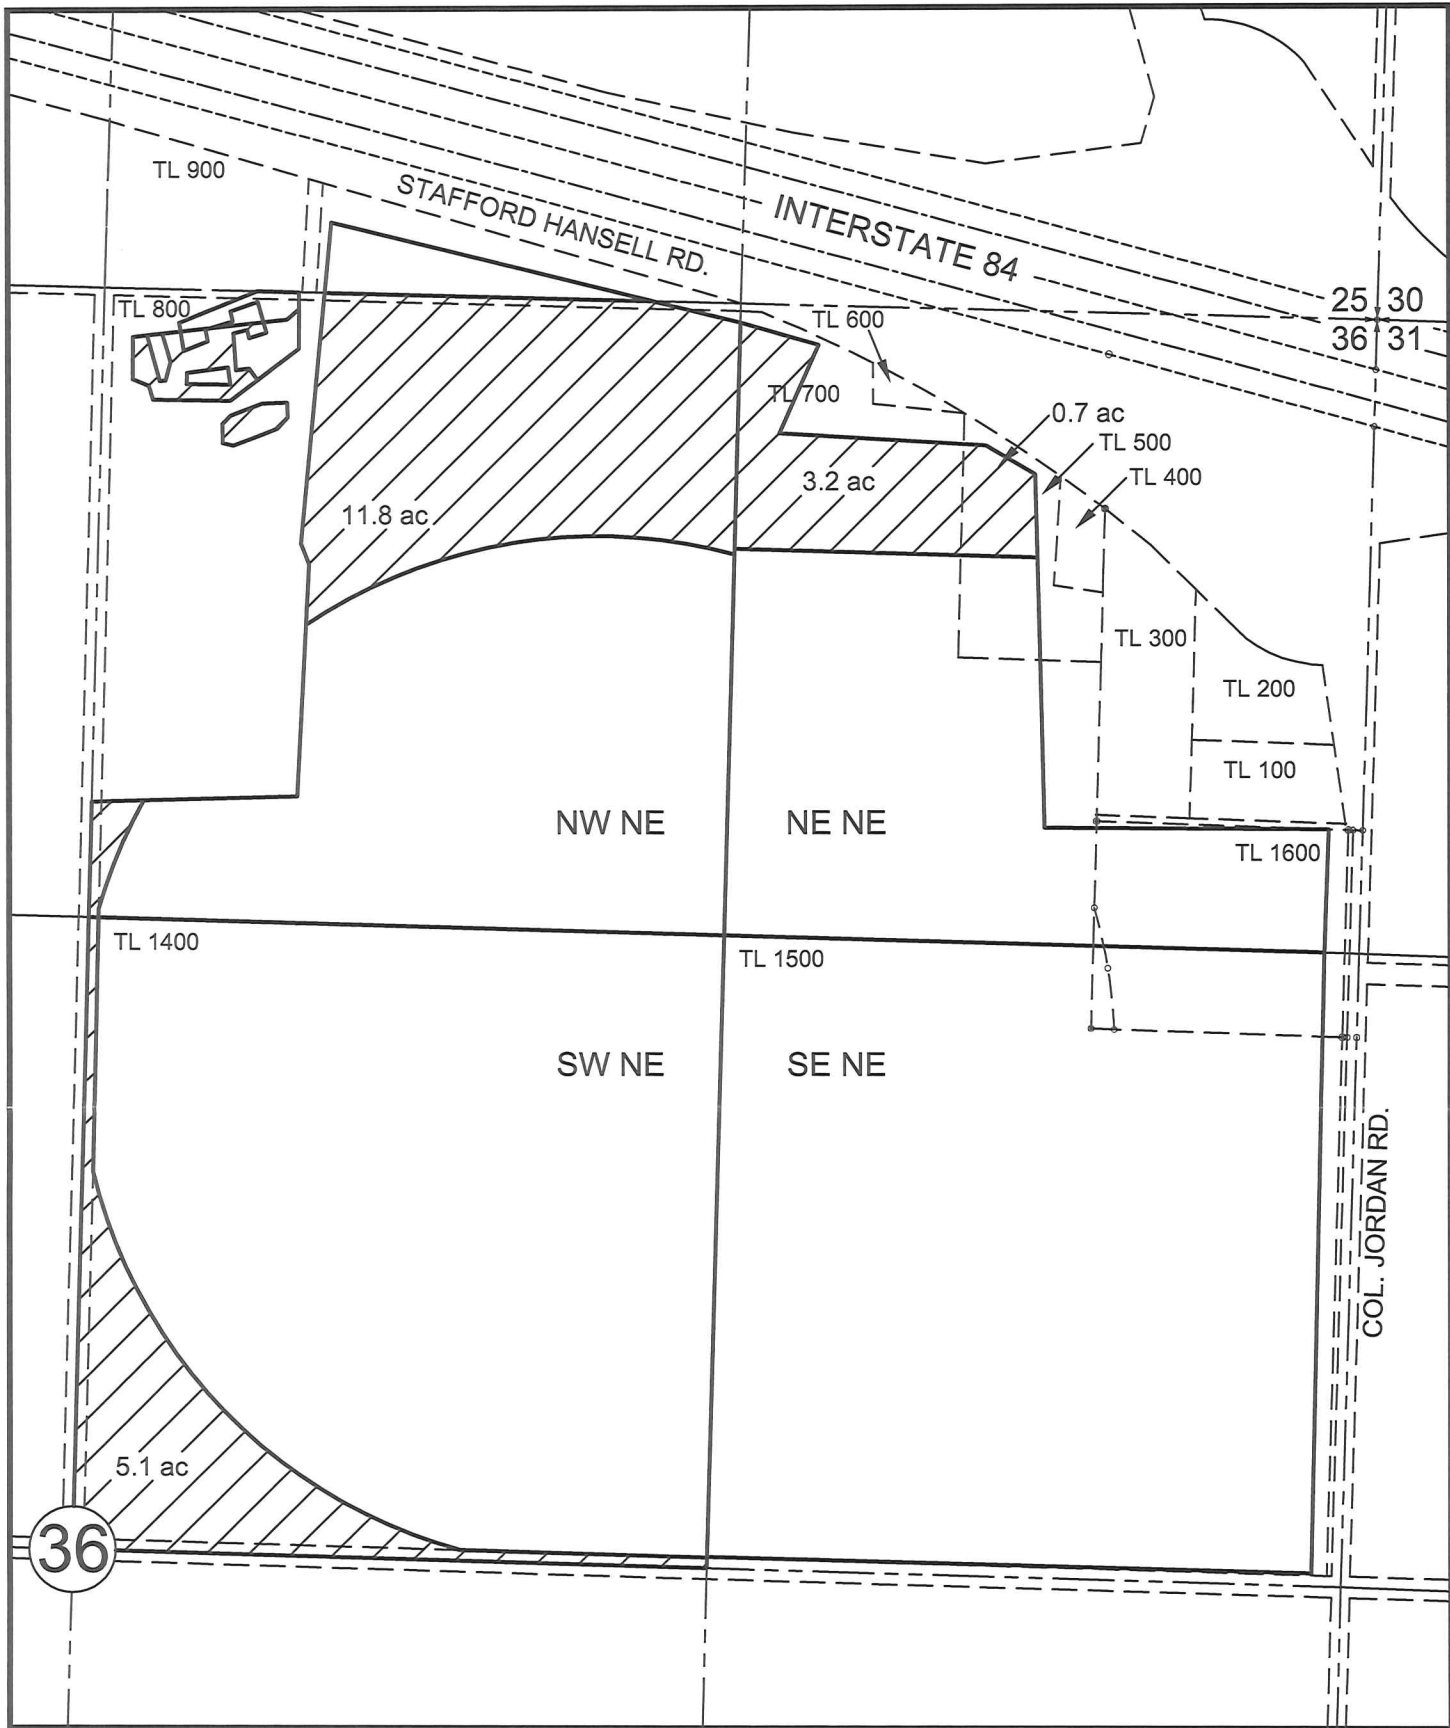 TL 900
STAFFORD HANSELL RD.
INTERSTATE 84
25 30
36 31
TL 800
TL 600
TL 700
0.7 ac
TL 500
TL 400
3.2 ac
11.8 ac
TL 300
TL 200
TL 100
NW NE
NE NE
TL 1600
TL 1400
TL 1500
SW NE
SE NE
COL. JORDAN RD.
5.1 ac
36